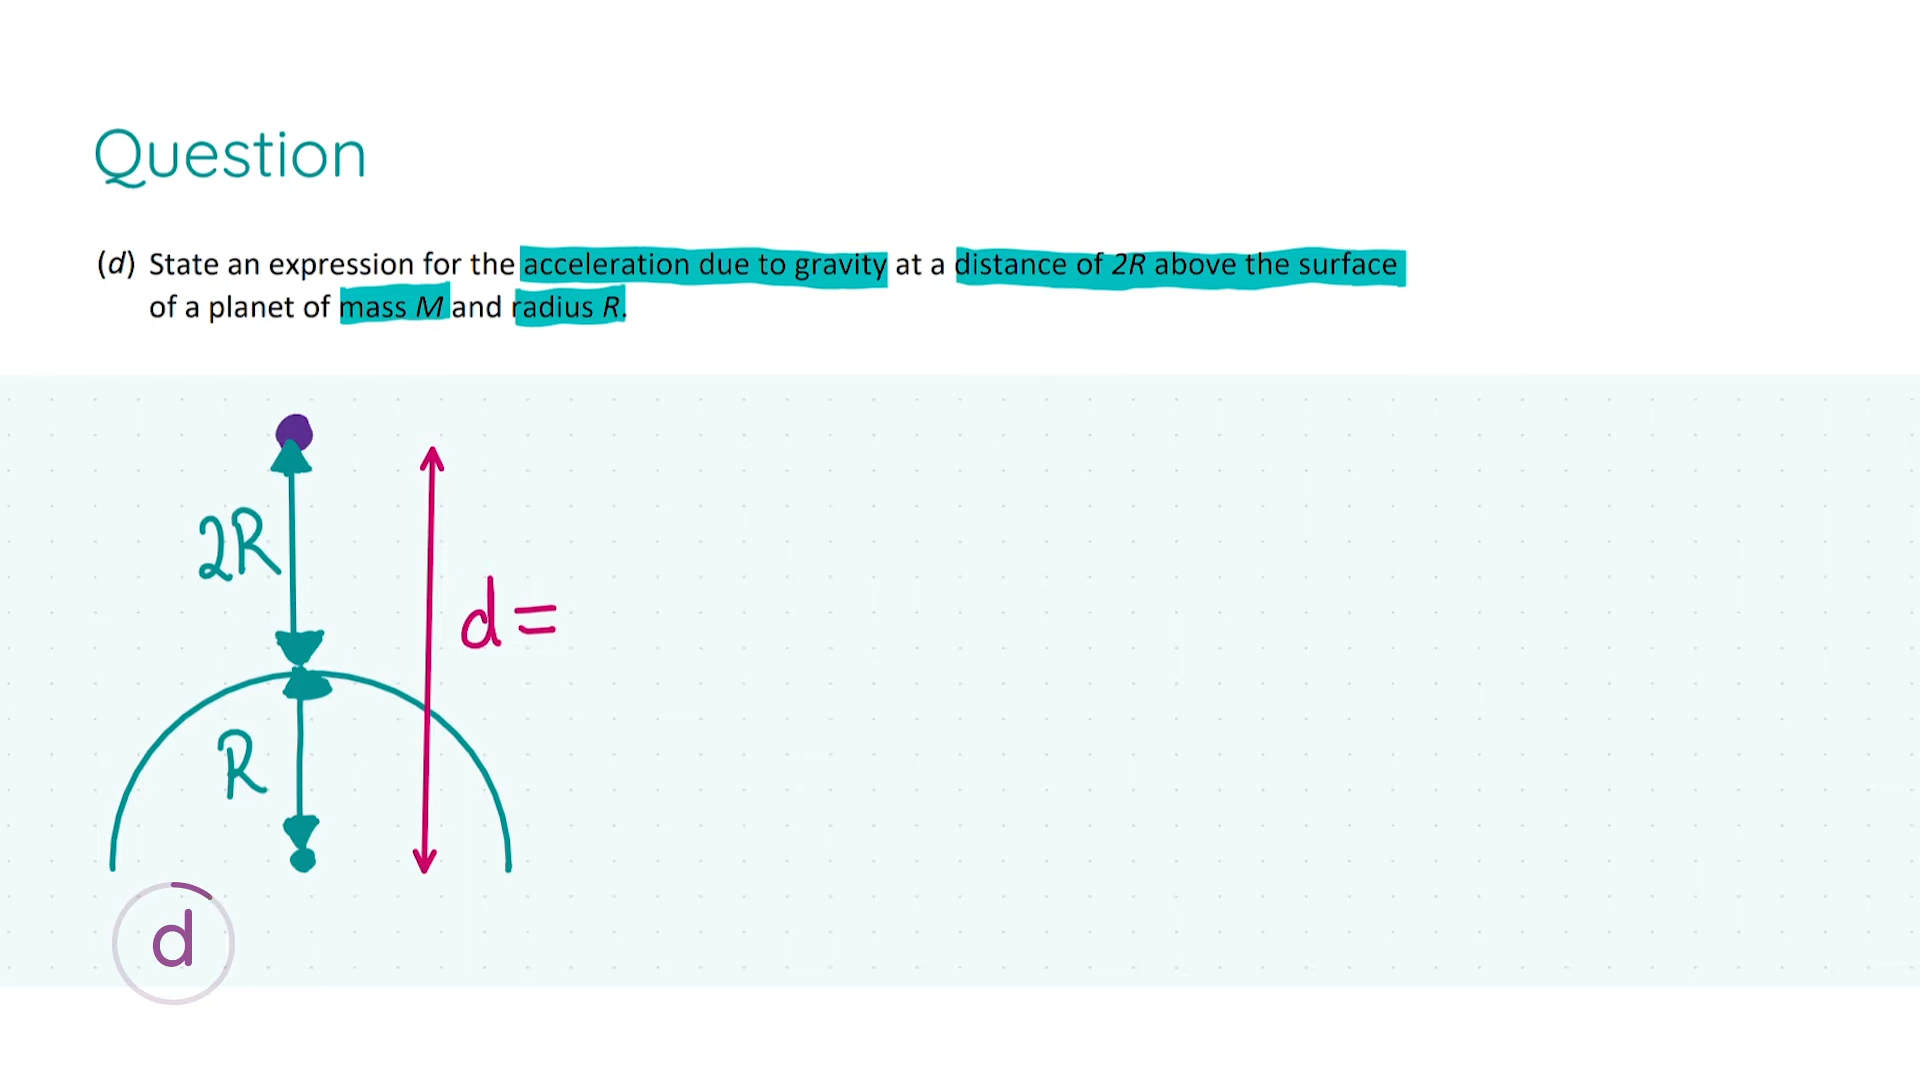 Question
(d) State an expression for the acceleration due to gravity at a distance of 2R above the surface
of a planet of mass M and radius R.
2R
d=
R
d